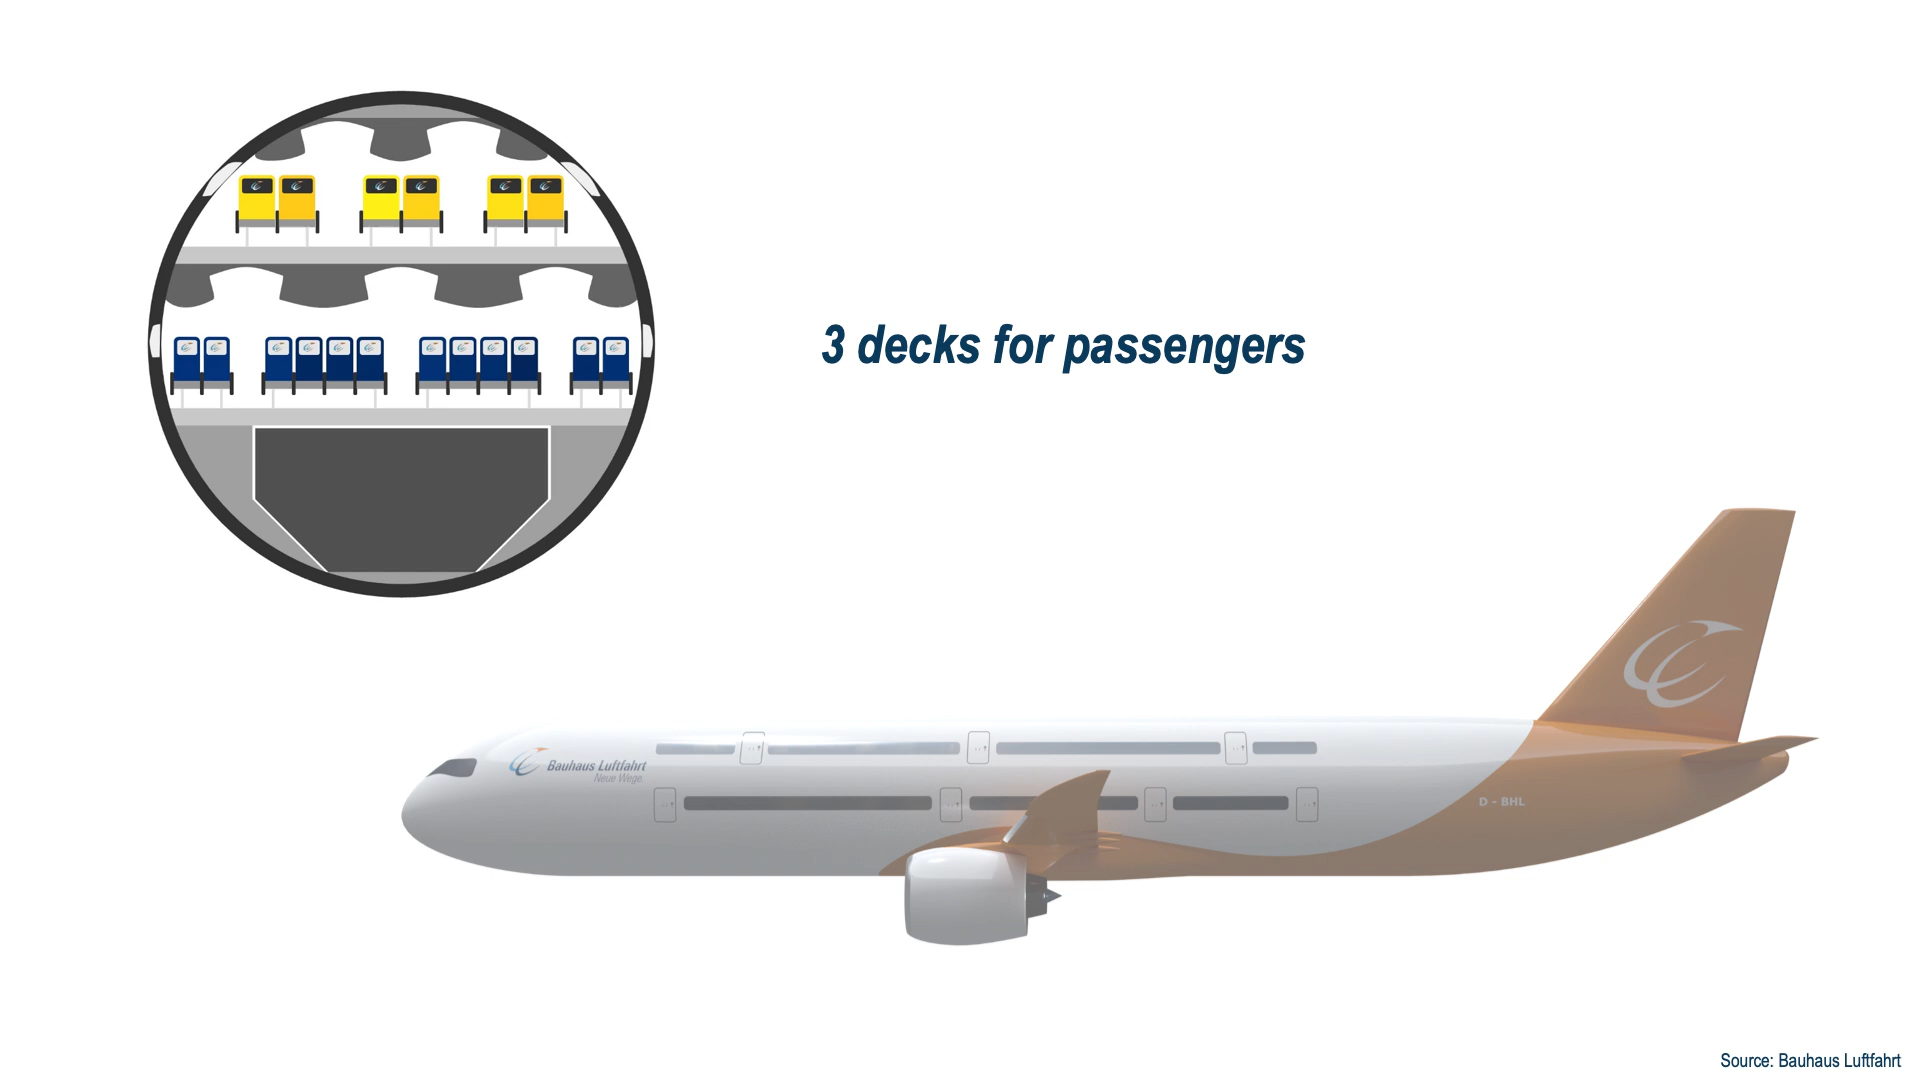 3 decks for passengers
Bauhaus Luftfahrt
Neue Wege
D - BHL
Source: Bauhaus Luftfahrt